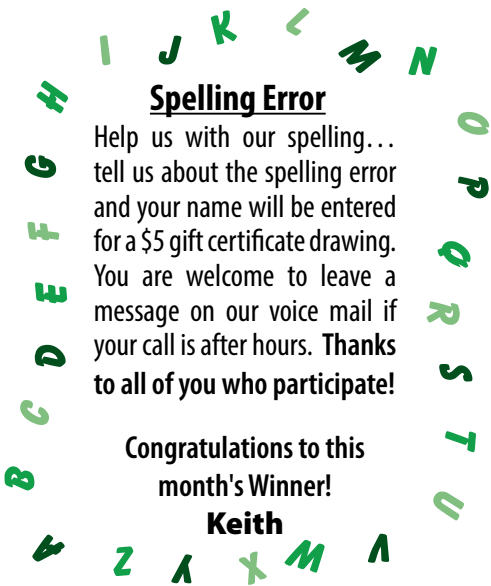 A B C D E F G H I J K L M N O P Q R S T U V W X Y Z
Spelling Error
Help us with our spelling…
tell us about the spelling error
and your name will be entered
for a $5 gift certificate drawing.
You are welcome to leave a
message on our voice mail if
your call is after hours. Thanks
to all of you who participate!
Congratulations to this
month's Winner!
Keith